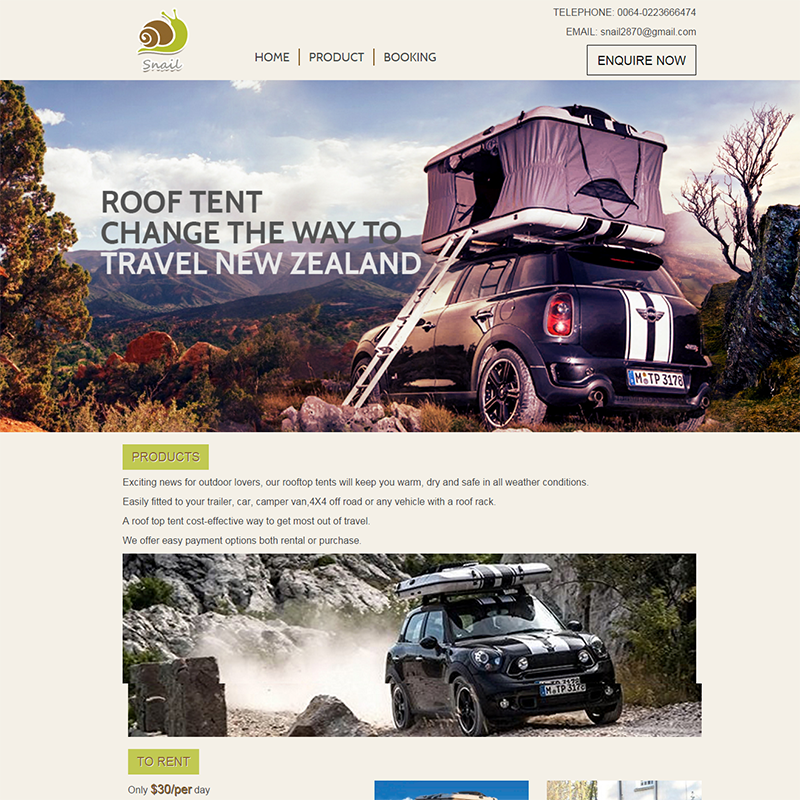 TELEPHONE: 0064-0223666474
EMAIL: snail2870@gmail.com
Snail
HOME
PRODUCT
BOOKING
ENQUIRE NOW
ROOF TENT
CHANGE THE WAY TO
TRAVEL NEW ZEALAND
M TP 3178
PRODUCTS
Exciting news for outdoor lovers, our rooftop tents will keep you warm, dry and safe in all weather conditions.
Easily fitted to your trailer, car, camper van,4X4 off road or any vehicle with a roof rack.
A roof top tent cost-effective way to get most out of travel.
We offer easy payment options both rental or purchase.
M TP 3178
TO RENT
Only $30/per day